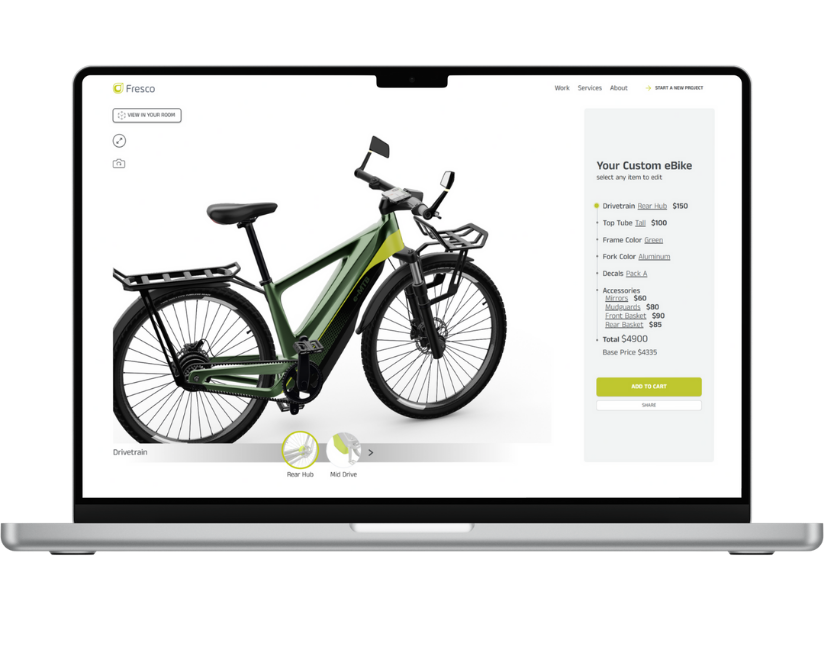 Fresco
Work Services About START A NEW PROJECT
VIEW IN YOUR ROOM
Your Custom eBike
select any item to edit
Drivetrain Rear Hub $150
Top Tube Tall $100
Frame Color Green
Fork Color Aluminum
Decals Pack A
Accessories
Mirrors $60
Mudguards $80
Front Basket $90
Rear Basket $85
Total $4900
Base Price $4335
ADD TO CART
SHARE
e-MTB
Drivetrain
Rear Hub Mid Drive